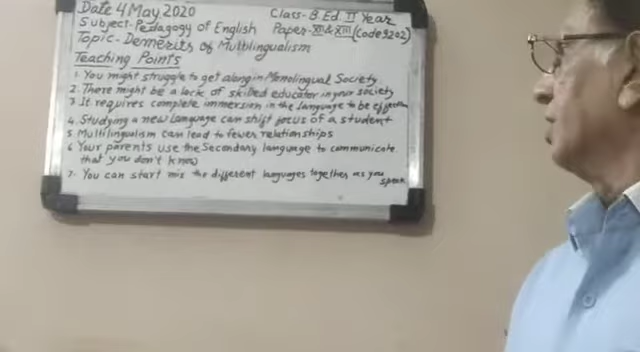 Date 4 May 2020 Class-B.Ed. II Year
Subject-Pedagogy of English Paper-XII & XIII (Code 9202)
Topic- Demerits of Multilingualism
Teaching Points
1. You might struggle to get along in Monolingual Society
2. There might be a lack of skilled educator in your society
3 It requires complete immersion in the language to be effective
4. Studying a new language can shift focus of a student
5 Multilingualism can lead to fewer relationships
6 Your parents use the Secondary language to communicate
that you don't know
7- You can start mix the different languages together as you
speak